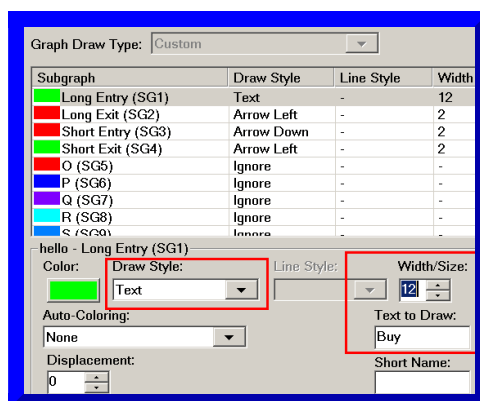 Graph Draw Type: Custom
Subgraph Draw Style Line Style Width
Long Entry (SG1) Text - 12
Long Exit (SG2) Arrow Left - 2
Short Entry (SG3) Arrow Down - 2
Short Exit (SG4) Arrow Left - 2
O (SG5) Ignore - -
P (SG6) Ignore - -
Q (SG7) Ignore - -
R (SG8) Ignore - -
S (SG9) Ignore - -
hello - Long Entry (SG1)
Color: Draw Style: Line Style: Width/Size:
Text 12
Auto-Coloring: Text to Draw:
None Buy
Displacement: Short Name:
0